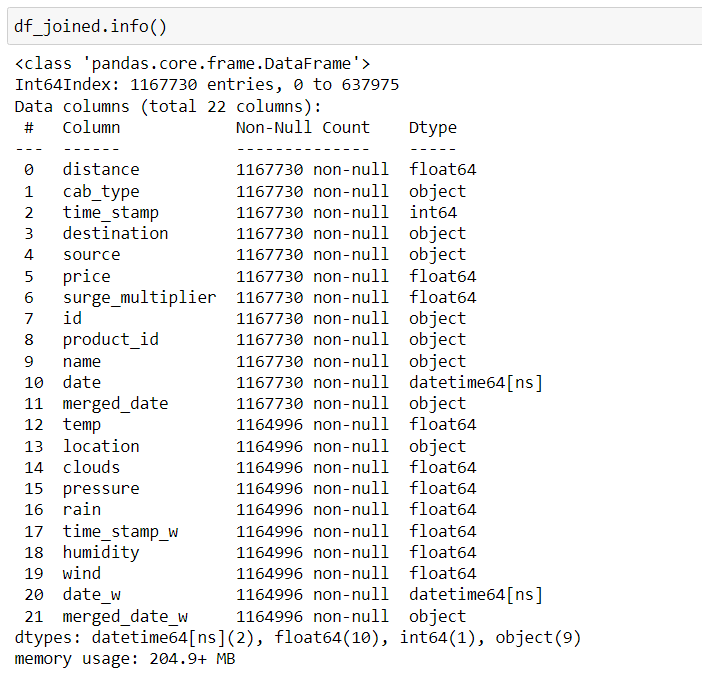 df_joined.info()
<class 'pandas.core.frame.DataFrame'>
Int64Index: 1167730 entries, 0 to 637975
Data columns (total 22 columns):
 #   Column            Non-Null Count    Dtype
---  ------            --------------    -----
 0   distance          1167730 non-null  float64
 1   cab_type          1167730 non-null  object
 2   time_stamp        1167730 non-null  int64
 3   destination       1167730 non-null  object
 4   source            1167730 non-null  object
 5   price             1167730 non-null  float64
 6   surge_multiplier  1167730 non-null  float64
 7   id                1167730 non-null  object
 8   product_id        1167730 non-null  object
 9   name              1167730 non-null  object
 10  date              1167730 non-null  datetime64[ns]
 11  merged_date       1167730 non-null  object
 12  temp              1164996 non-null  float64
 13  location          1164996 non-null  object
 14  clouds            1164996 non-null  float64
 15  pressure          1164996 non-null  float64
 16  rain              1164996 non-null  float64
 17  time_stamp_w      1164996 non-null  float64
 18  humidity          1164996 non-null  float64
 19  wind              1164996 non-null  float64
 20  date_w            1164996 non-null  datetime64[ns]
 21  merged_date_w     1164996 non-null  object
dtypes: datetime64[ns](2), float64(10), int64(1), object(9)
memory usage: 204.9+ MB